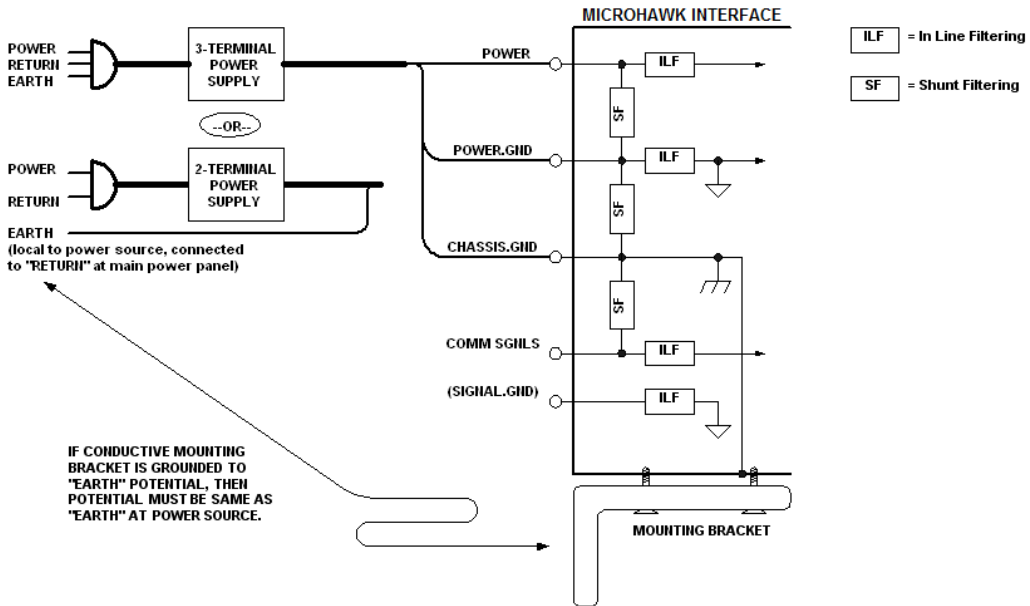 MICROHAWK INTERFACE
POWER
RETURN
EARTH
3-TERMINAL
POWER
SUPPLY
POWER
ILF
ILF = In Line Filtering
SF = Shunt Filtering
SF
--OR--
POWER.GND
ILF
POWER
RETURN
2-TERMINAL
POWER
SUPPLY
EARTH
(local to power source, connected
to "RETURN" at main power panel)
SF
CHASSIS.GND
SF
COMM SGNLS
ILF
(SIGNAL.GND)
ILF
IF CONDUCTIVE MOUNTING
BRACKET IS GROUNDED TO
"EARTH" POTENTIAL, THEN
POTENTIAL MUST BE SAME AS
"EARTH" AT POWER SOURCE.
MOUNTING BRACKET